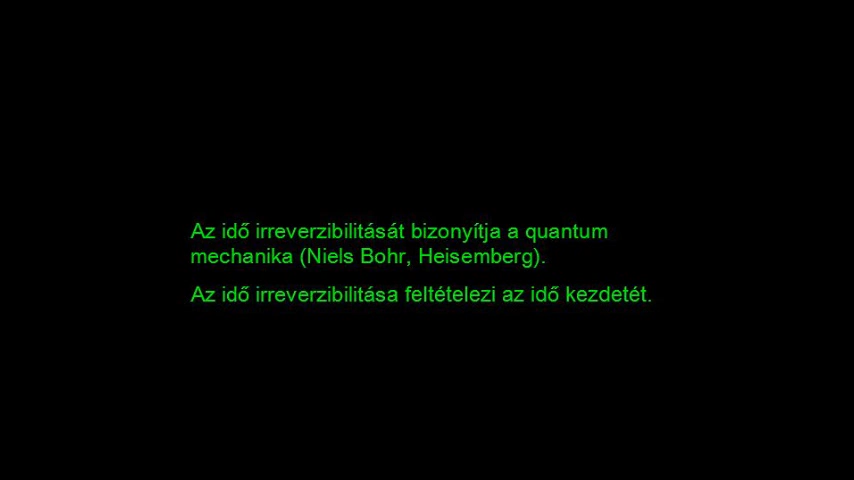 Az idő irreverzibilitását bizonyítja a quantum
mechanika (Niels Bohr, Heisemberg).
Az idő irreverzibilitása feltételezi az idő kezdetét.